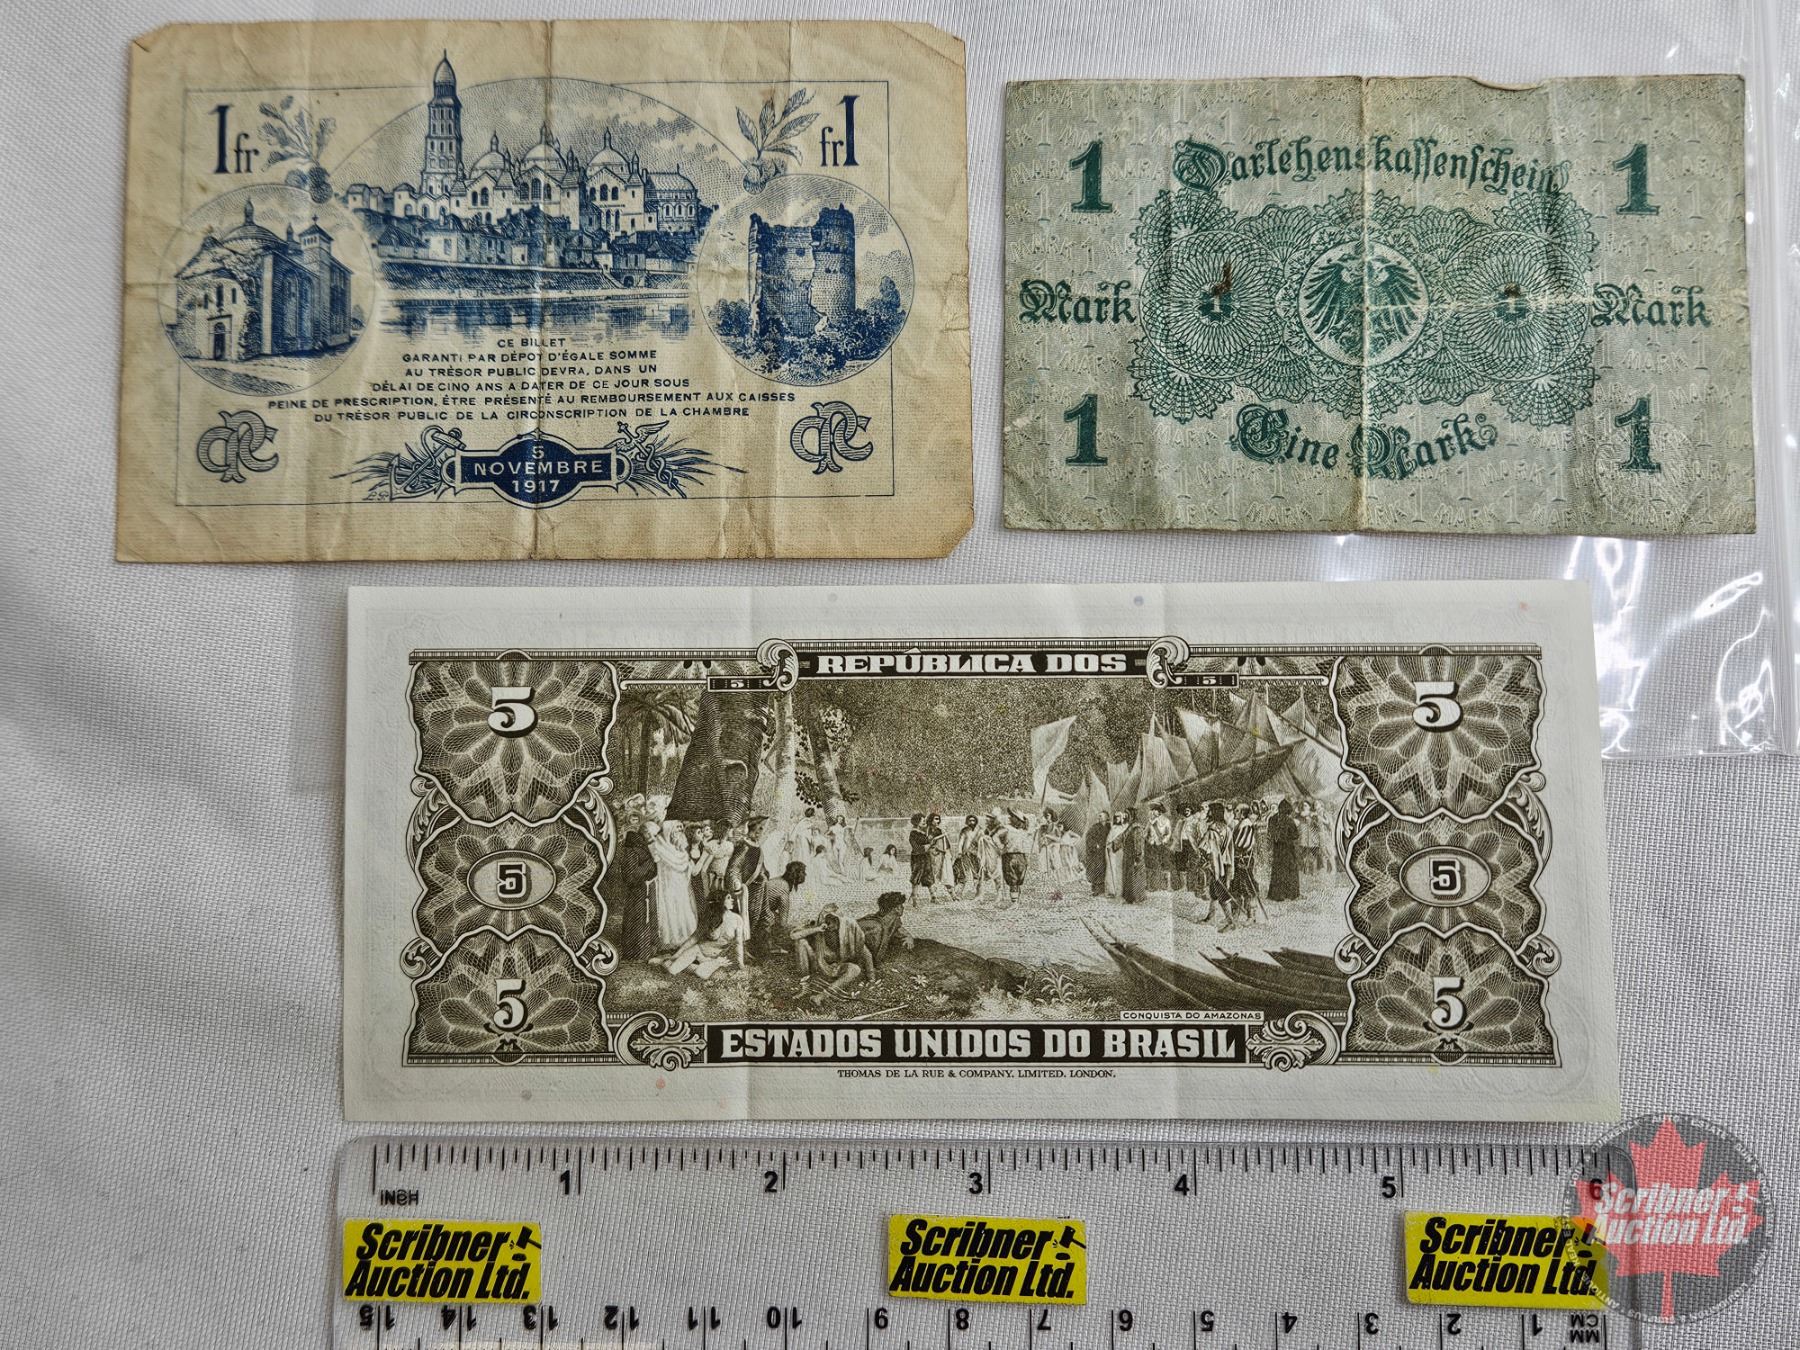 1fr
fr1
CE BILLET
GARANTI PAR DÉPOT D'ÉGALE SOMME
AU TRÉSOR PUBLIC DEVRA, DANS UN
DÉLAI DE CINQ ANS A DATER DE CE JOUR SOUS
PEINE DE PRESCRIPTION, ÊTRE PRÉSENTÉ AU REMBOURSEMENT AUX CAISSES
DU TRÉSOR PUBLIC DE LA CIRCONSCRIPTION DE LA CHAMBRE
5
NOVEMBRE
1917
1 Darlehenskassenschein 1
Mark 1 1 Mark
1 Eine Mark 1
REPÚBLICA DOS
5 5
5 5
5 5
5 5
CONQUISTA DO AMAZONAS
ESTADOS UNIDOS DO BRASIL
THOMAS DE LA RUE & COMPANY, LIMITED, LONDON.
1 2 3 4 5 6
INCH
Scribner
Auction Ltd.
Scribner
Auction Ltd.
Scribner
Auction Ltd.
Scribner
Auction Ltd.
15 14 13 12 11 10 9 8 7 6 5 4 3 2 1 MM
CM